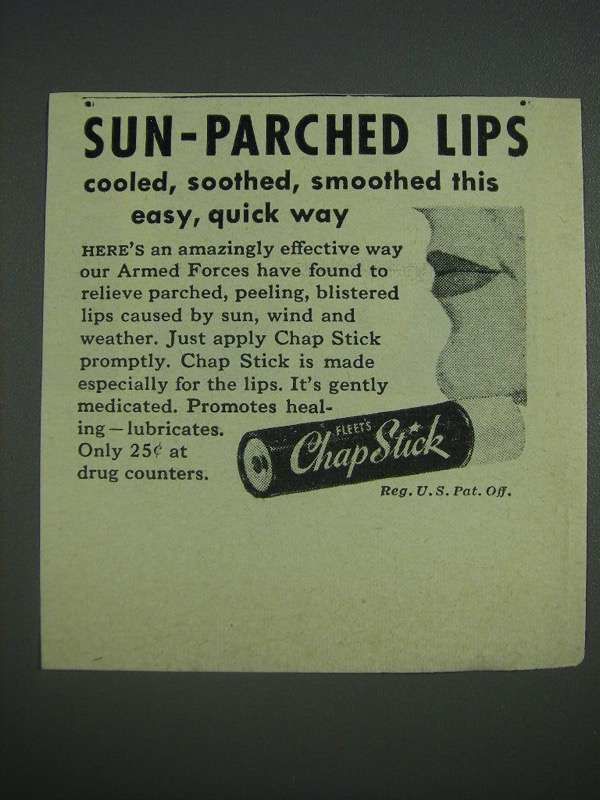 SUN-PARCHED LIPS
cooled, soothed, smoothed this
easy, quick way
HERE'S an amazingly effective way
our Armed Forces have found to
relieve parched, peeling, blistered
lips caused by sun, wind and
weather. Just apply Chap Stick
promptly. Chap Stick is made
especially for the lips. It's gently
medicated. Promotes heal-
ing—lubricates.
Only 25¢ at
drug counters.
FLEET'S
ChapStick
Reg. U.S. Pat. Off.